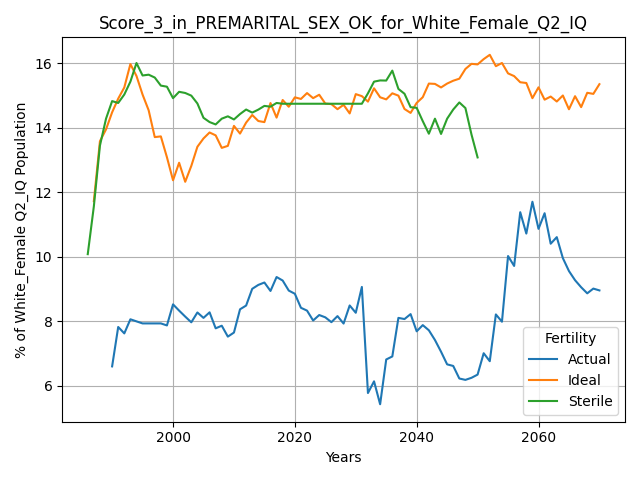 Score_3_in_PREMARITAL_SEX_OK_for_White_Female_Q2_IQ
% of White_Female Q2_IQ Population
16
14
12
10
8
6
2000 2020 2040 2060
Years
Fertility
Actual
Ideal
Sterile